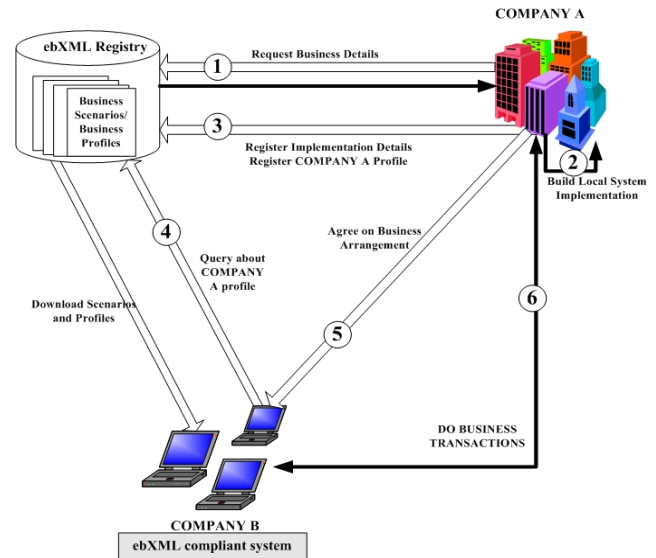 COMPANY A
ebXML Registry
1
Request Business Details
Business
Scenarios/
Business
Profiles
3
Register Implementation Details
Register COMPANY A Profile
2
Build Local System
Implementation
4
Agree on Business
Arrangement
Query about
COMPANY
A profile
Download Scenarios
and Profiles
6
5
DO BUSINESS
TRANSACTIONS
COMPANY B
ebXML compliant system